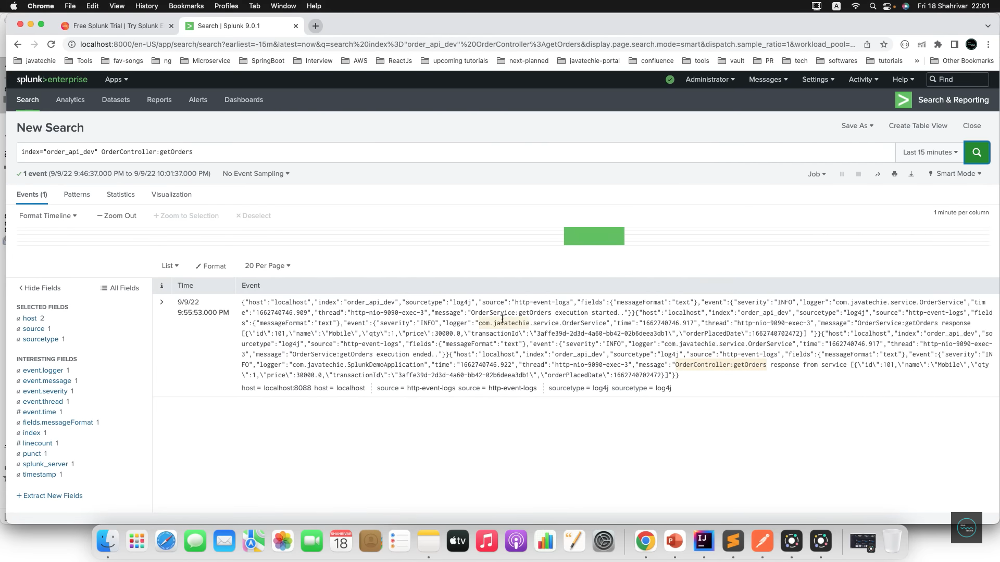 Chrome File Edit View History Bookmarks Profiles Tab Window Help A Fri 18 Shahrivar 22:01
Free Splunk Trial | Try Splunk E Search | Splunk 9.0.1
localhost:8000/en-US/app/search/search?earliest=-15m&latest=now&q=search%20index%3D"order_api_dev"%20OrderController%3AgetOrders&display.page.search.mode=smart&dispatch.sample_ratio=1&workload_pool=...
javatechie Tools fav-songs ng Microservice SpringBoot Interview AWS ReactJs upcoming tutorials next-planned javatechie-portal confluence tools vault PR tech softwares tutorials » Other Bookmarks
splunk>enterprise Apps Administrator Messages Settings Activity Help Find
Search Analytics Datasets Reports Alerts Dashboards Search & Reporting
New Search Save As Create Table View Close
index="order_api_dev" OrderController:getOrders Last 15 minutes
1 event (9/9/22 9:46:37.000 PM to 9/9/22 10:01:37.000 PM) No Event Sampling Job Smart Mode
Events (1) Patterns Statistics Visualization
Format Timeline — Zoom Out + Zoom to Selection × Deselect 1 minute per column
List Format 20 Per Page
< Hide Fields All Fields
SELECTED FIELDS
a host 2
a source 1
a sourcetype 1
INTERESTING FIELDS
a event.logger 1
a event.message 1
a event.severity 1
a event.thread 1
# event.time 1
a fields.messageFormat 1
a index 1
# linecount 1
a punct 1
a splunk_server 1
a timestamp 1
+ Extract New Fields
i Time Event
9/9/22
9:55:53.000 PM
{"host":"localhost","index":"order_api_dev","sourcetype":"log4j","source":"http-event-logs","fields":{"messageFormat":"text"},"event":{"severity":"INFO","logger":"com.javatechie.service.OrderService","tim
e":"1662740746.909","thread":"http-nio-9090-exec-3","message":"OrderService:getOrders execution started.."}}{"host":"localhost","index":"order_api_dev","sourcetype":"log4j","source":"http-event-logs","field
s":{"messageFormat":"text"},"event":{"severity":"INFO","logger":"com.javatechie.service.OrderService","time":"1662740746.917","thread":"http-nio-9090-exec-3","message":"OrderService:getOrders response
[{\"id\":101,\"name\":\"Mobile\",\"qty\":1,\"price\":30000.0,\"transactionId\":\"3affe39d-2d3d-4a60-bb42-02b6deea3db1\",\"orderPlacedDate\":1662740702472}] "}}{"host":"localhost","index":"order_api_dev","so
urcetype":"log4j","source":"http-event-logs","fields":{"messageFormat":"text"},"event":{"severity":"INFO","logger":"com.javatechie.service.OrderService","time":"1662740746.917","thread":"http-nio-9090-exec-
3","message":"OrderService:getOrders execution ended.."}}{"host":"localhost","index":"order_api_dev","sourcetype":"log4j","source":"http-event-logs","fields":{"messageFormat":"text"},"event":{"severity":"IN
FO","logger":"com.javatechie.SplunkDemoApplication","time":"1662740746.922","thread":"http-nio-9090-exec-3","message":"OrderController:getOrders response from service [{\"id\":101,\"name\":\"Mobile\",\"qty
\":1,\"price\":30000.0,\"transactionId\":\"3affe39d-2d3d-4a60-bb42-02b6deea3db1\",\"orderPlacedDate\":1662740702472}]"}}
host = localhost:8088 host = localhost source = http-event-logs source = http-event-logs sourcetype = log4j sourcetype = log4j
SHAHRIVAR
18
tv